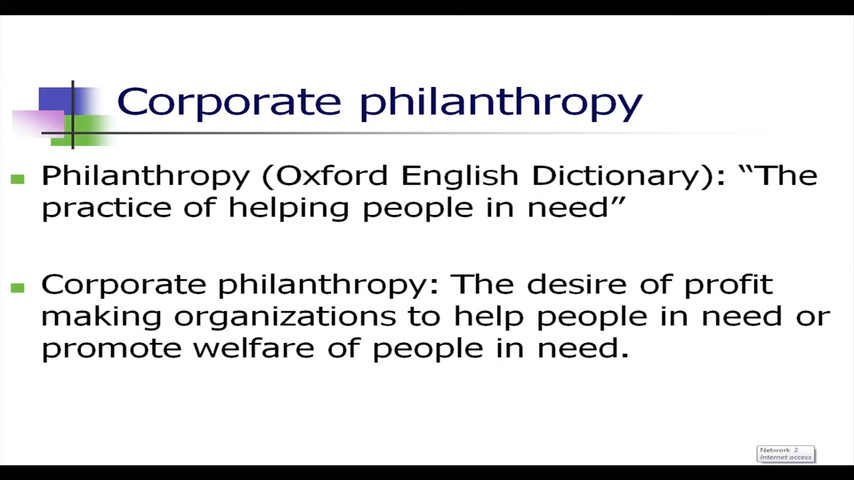 Corporate philanthropy
Philanthropy (Oxford English Dictionary): “The
practice of helping people in need”
Corporate philanthropy: The desire of profit
making organizations to help people in need or
promote welfare of people in need.
Network 2
Internet access